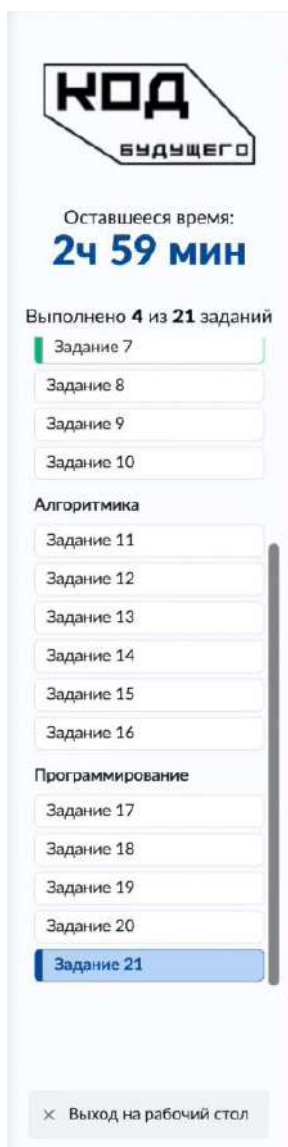 КОД
БУДУЩЕГО
Оставшееся время:
2ч 59 мин
Выполнено 4 из 21 заданий
Задание 7
Задание 8
Задание 9
Задание 10
Алгоритмика
Задание 11
Задание 12
Задание 13
Задание 14
Задание 15
Задание 16
Программирование
Задание 17
Задание 18
Задание 19
Задание 20
Задание 21
× Выход на рабочий стол